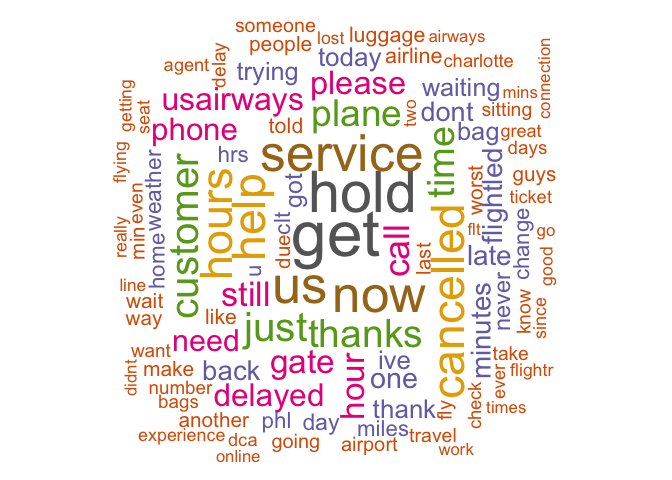 someone
lost
luggage
airways
people
agent
delay
trying
today
airline
charlotte
connection
getting
seat
usairways
please
waiting
mins
phone
told
plane
two
dont
sitting
flying
hrs
service
bag
great
days
really
min
even
weather
home
customer
hours
help
u
got
clt
due
hold
get
call
time
last
cancelled
worst
flt
flightled
guys
ticket
change
go
good
late
never
know
since
minutes
line
wait
way
still
us
now
like
just
thanks
need
gate
didnt
want
make
number
bags
back
delayed
hour
ive
one
thank
fly
check
ever
times
take
flightr
another
experience
phl
day
miles
travel
dca
going
airport
work
online